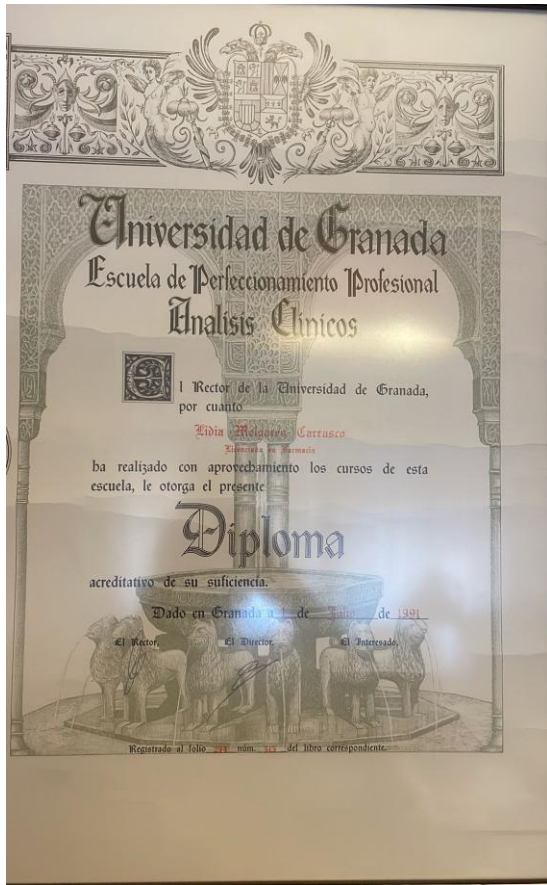 Universidad de Granada
Escuela de Perfeccionamiento Profesional
Analisis Clinicos
El Rector de la Universidad de Granada,
por cuanto
Lidia Carrasco
Licenciada en Farmacia
ha realizado con aprovechamiento los cursos de esta
escuela, le otorga el presente
Diploma
acreditativo de su suficiencia.
Dado en Granada a 1 de Julio de 1991
El Rector, El Director, El Interesado,
Registrado al folio núm. del libro correspondiente.